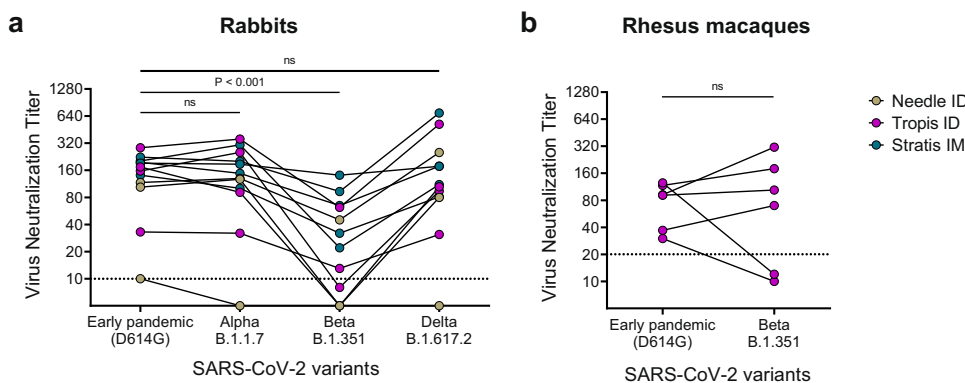 a
Rabbits
ns
P < 0.001
ns
Virus Neutralization Titer
1280
640
320
160
80
40
20
10
Early pandemic
(D614G)
Alpha
B.1.1.7
Beta
B.1.351
Delta
B.1.617.2
SARS-CoV-2 variants
b
Rhesus macaques
ns
Virus Neutralization Titer
1280
640
320
160
80
40
20
10
Early pandemic
(D614G)
Beta
B.1.351
SARS-CoV-2 variants
Needle ID
Tropis ID
Stratis IM